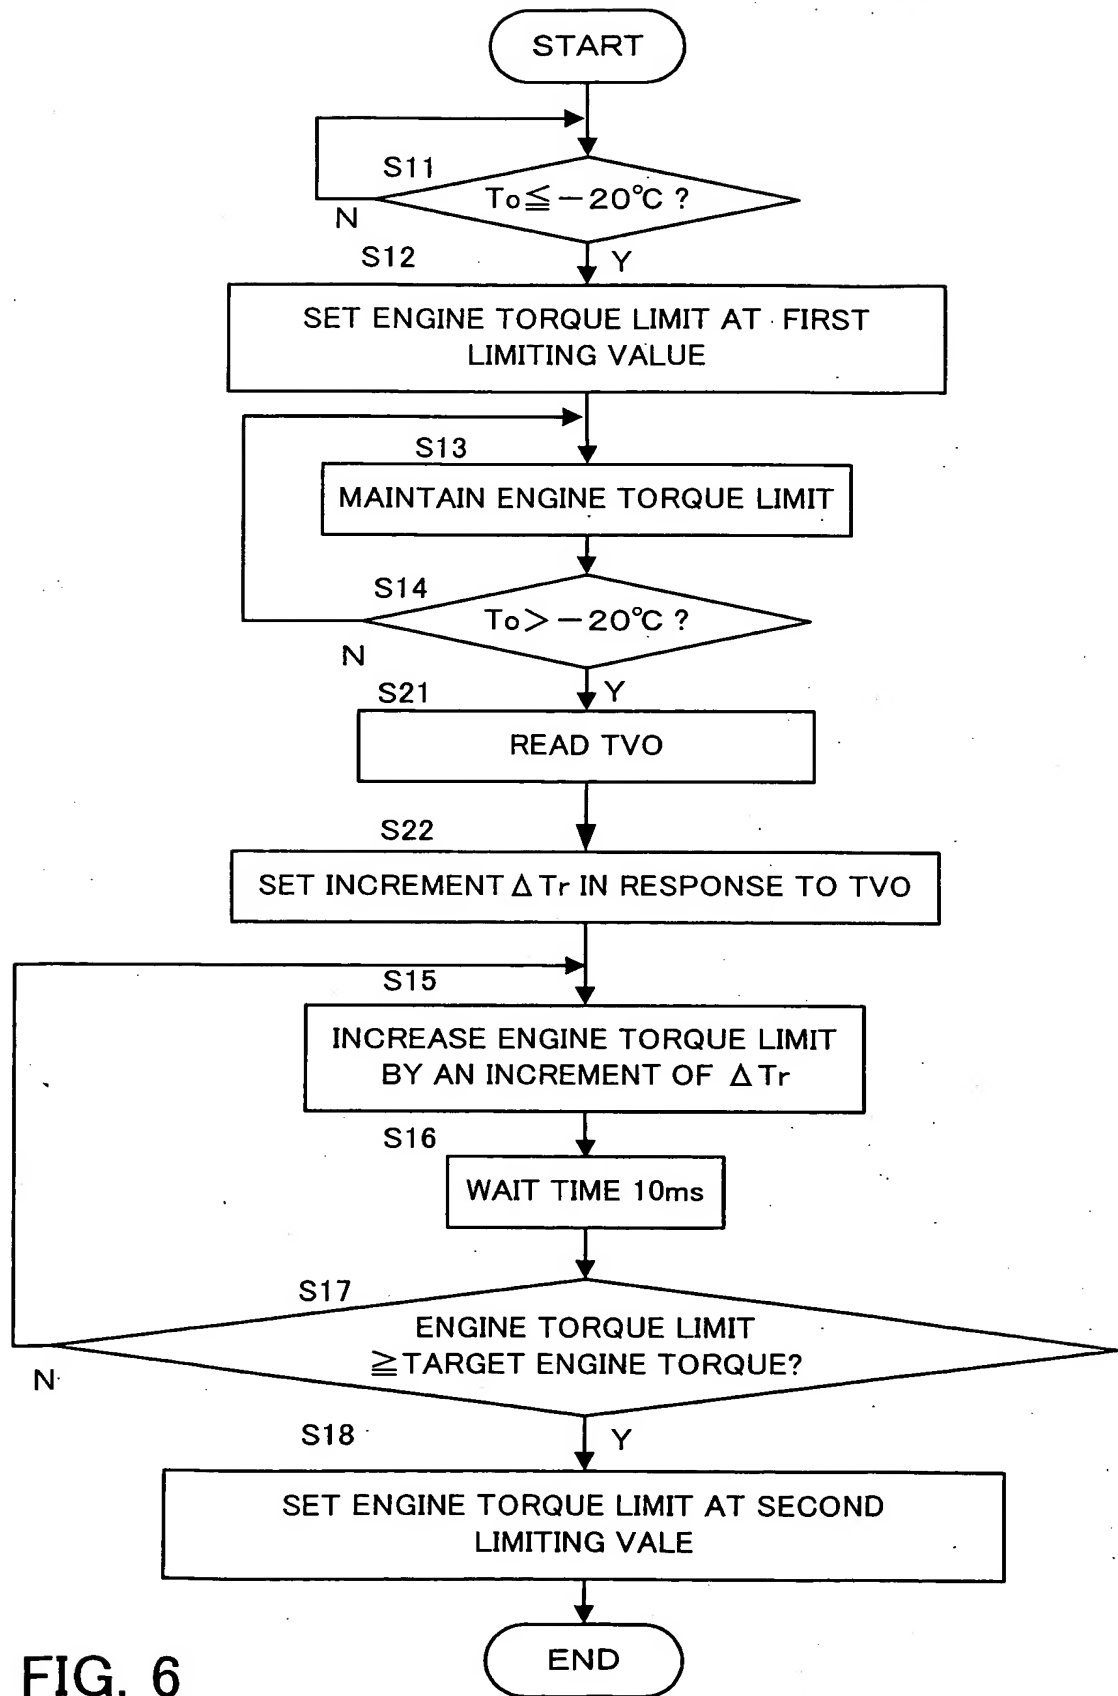 START
S11
To≦−20℃ ?
N
S12
Y
SET ENGINE TORQUE LIMIT AT FIRST
LIMITING VALUE
S13
MAINTAIN ENGINE TORQUE LIMIT
S14
To>−20℃ ?
N
S21
Y
READ TVO
S22
SET INCREMENT Δ Tr IN RESPONSE TO TVO
S15
INCREASE ENGINE TORQUE LIMIT
BY AN INCREMENT OF Δ Tr
S16
WAIT TIME 10ms
S17
ENGINE TORQUE LIMIT
≧TARGET ENGINE TORQUE?
N
S18
Y
SET ENGINE TORQUE LIMIT AT SECOND
LIMITING VALE
END
FIG. 6